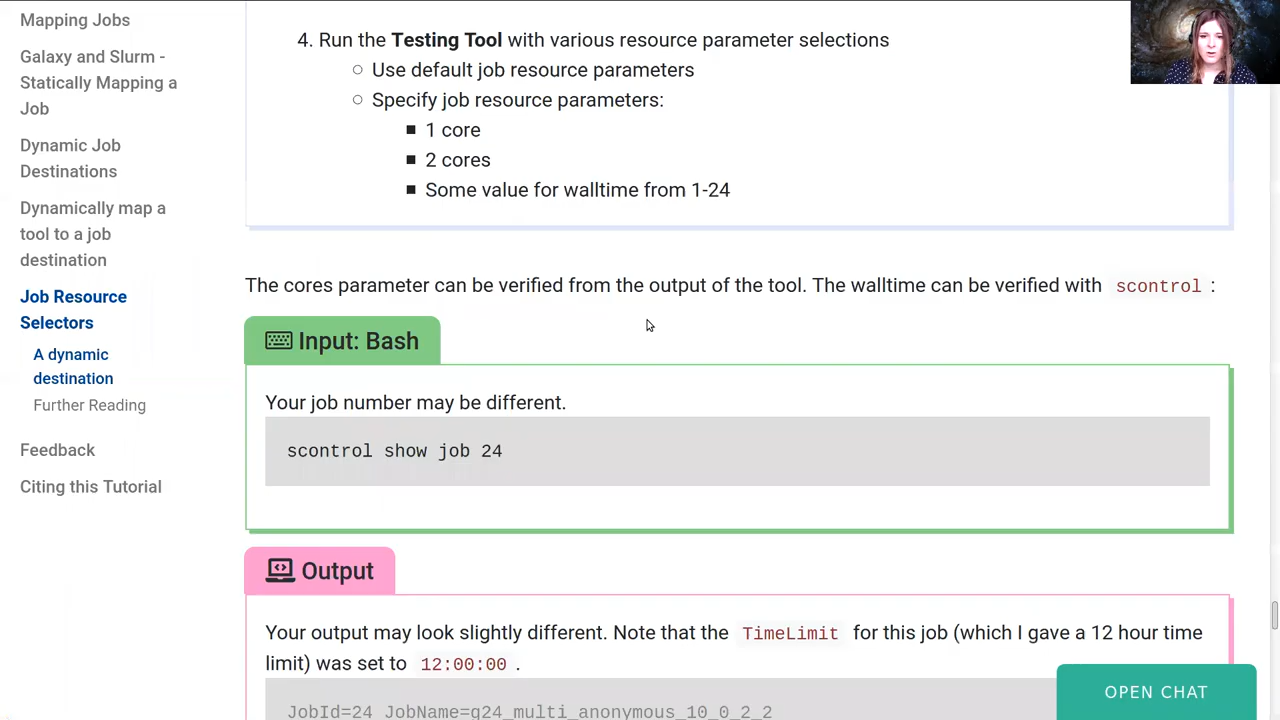 Mapping Jobs
Galaxy and Slurm -
Statically Mapping a
Job
Dynamic Job
Destinations
Dynamically map a
tool to a job
destination
Job Resource
Selectors
A dynamic
destination
Further Reading
Feedback
Citing this Tutorial
4. Run the Testing Tool with various resource parameter selections
Use default job resource parameters
Specify job resource parameters:
1 core
2 cores
Some value for walltime from 1-24
The cores parameter can be verified from the output of the tool. The walltime can be verified with scontrol :
Input: Bash
Your job number may be different.
scontrol show job 24
Output
Your output may look slightly different. Note that the TimeLimit for this job (which I gave a 12 hour time
limit) was set to 12:00:00 .
JobId=24 JobName=g24_multi_anonymous_10_0_2_2
OPEN CHAT